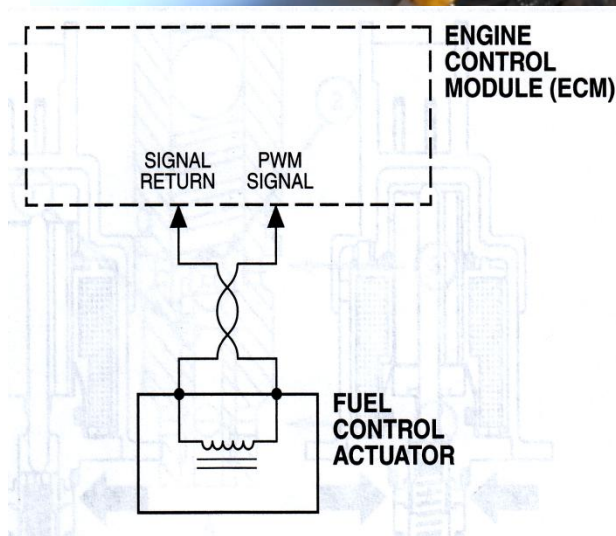 ENGINE
CONTROL
MODULE (ECM)
SIGNAL
RETURN
PWM
SIGNAL
FUEL
CONTROL
ACTUATOR